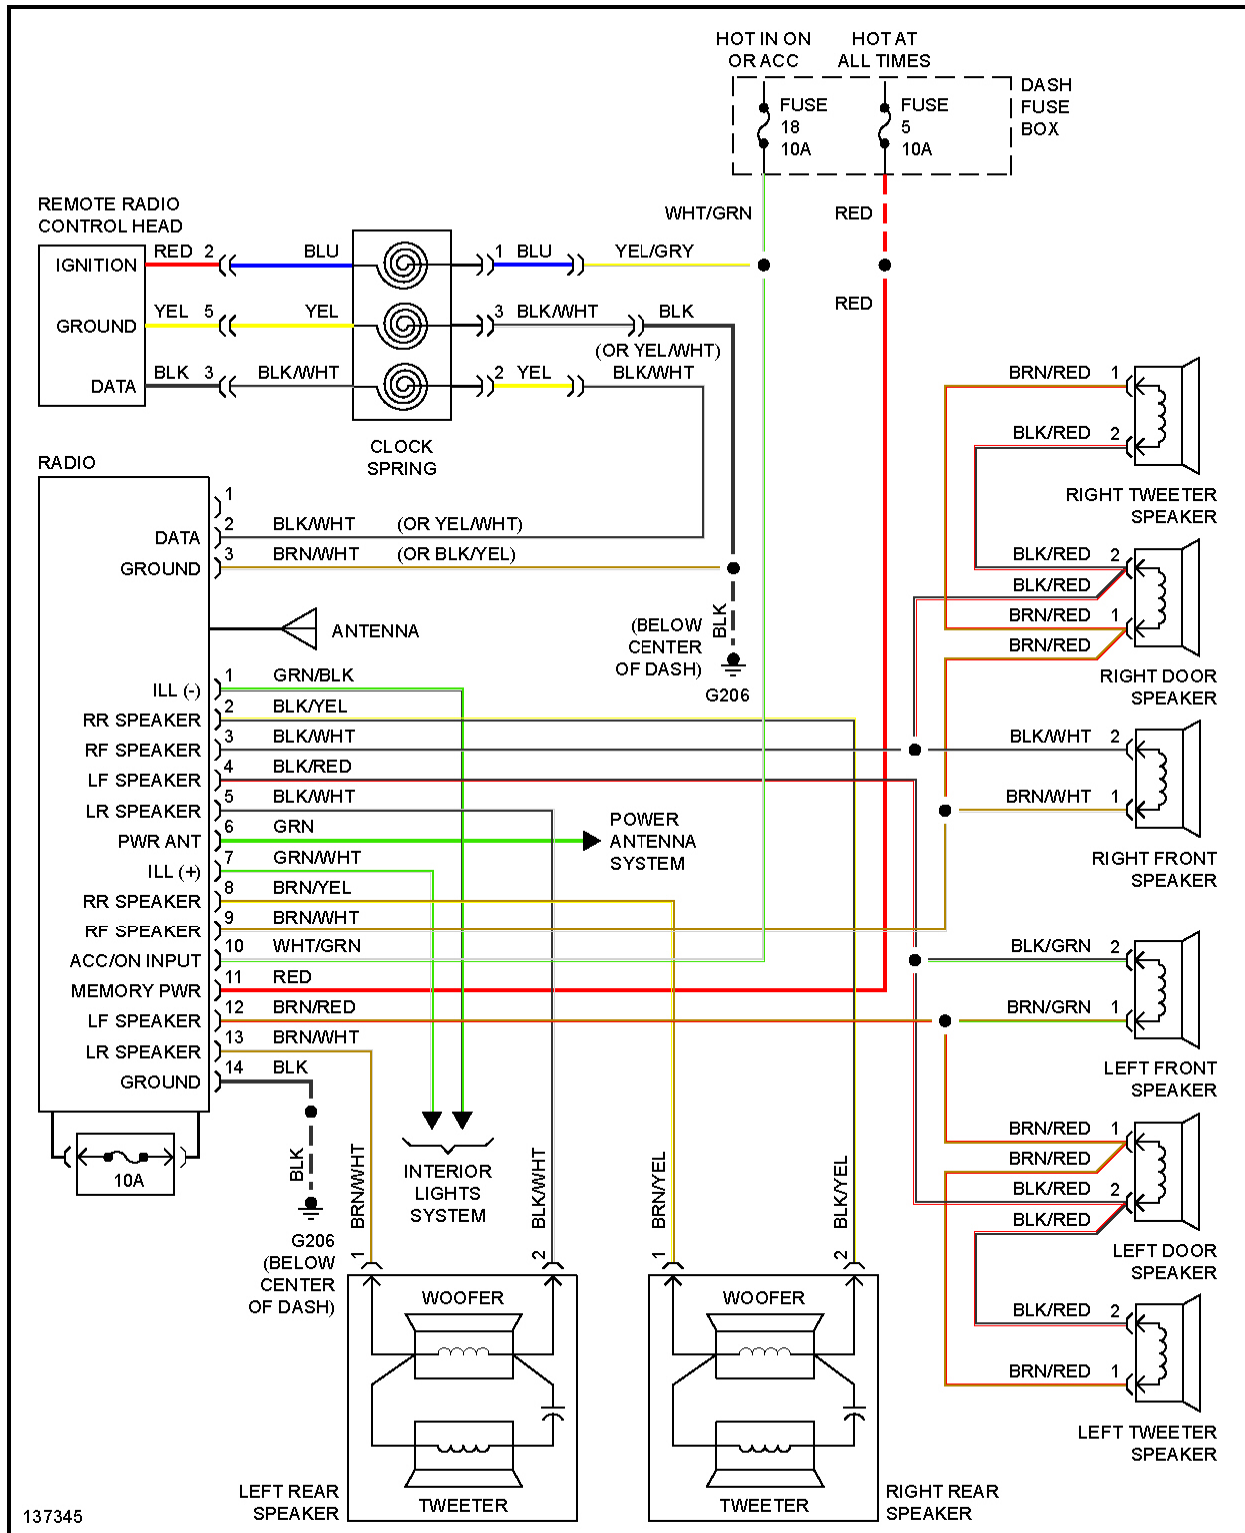 HOT IN ON
OR ACC
HOT AT
ALL TIMES
DASH
FUSE
BOX
FUSE
18
10A
FUSE
5
10A
WHT/GRN
RED
RED
REMOTE RADIO
CONTROL HEAD
IGNITION
RED 2
BLU
1 BLU
YEL/GRY
GROUND
YEL 5
YEL
3 BLK/WHT
BLK
(OR YEL/WHT)
DATA
BLK 3
BLK/WHT
2 YEL
BLK/WHT
CLOCK
SPRING
RADIO
1
DATA
2 BLK/WHT (OR YEL/WHT)
GROUND
3 BRN/WHT (OR BLK/YEL)
ANTENNA
BLK
(BELOW
CENTER
OF DASH)
G206
ILL (-)
1 GRN/BLK
RR SPEAKER
2 BLK/YEL
RF SPEAKER
3 BLK/WHT
LF SPEAKER
4 BLK/RED
LR SPEAKER
5 BLK/WHT
PWR ANT
6 GRN
POWER
ANTENNA
SYSTEM
ILL (+)
7 GRN/WHT
RR SPEAKER
8 BRN/YEL
RF SPEAKER
9 BRN/WHT
ACC/ON INPUT
10 WHT/GRN
MEMORY PWR
11 RED
LF SPEAKER
12 BRN/RED
LR SPEAKER
13 BRN/WHT
GROUND
14 BLK
10A
BLK
G206
(BELOW
CENTER
OF DASH)
INTERIOR
LIGHTS
SYSTEM
BRN/WHT
1
BLK/WHT
2
BRN/YEL
1
BLK/YEL
2
WOOFER
TWEETER
LEFT REAR
SPEAKER
WOOFER
TWEETER
RIGHT REAR
SPEAKER
BRN/RED 1
BLK/RED 2
RIGHT TWEETER
SPEAKER
BLK/RED 2
BLK/RED
BRN/RED 1
BRN/RED
RIGHT DOOR
SPEAKER
BLK/WHT 2
BRN/WHT 1
RIGHT FRONT
SPEAKER
BLK/GRN 2
BRN/GRN 1
LEFT FRONT
SPEAKER
BRN/RED 1
BRN/RED
BLK/RED 2
BLK/RED
LEFT DOOR
SPEAKER
BLK/RED 2
BRN/RED 1
LEFT TWEETER
SPEAKER
137345